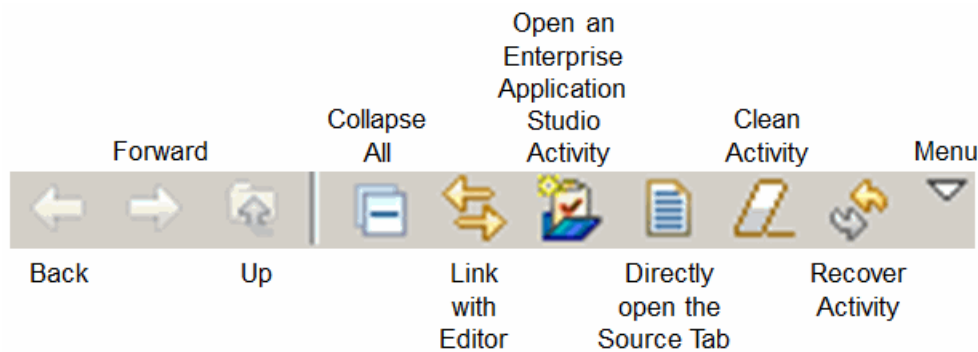 Open an
Enterprise
Application
Studio
Activity
Collapse
All
Clean
Activity
Forward
Menu
Back
Up
Link
with
Editor
Directly
open the
Source Tab
Recover
Activity